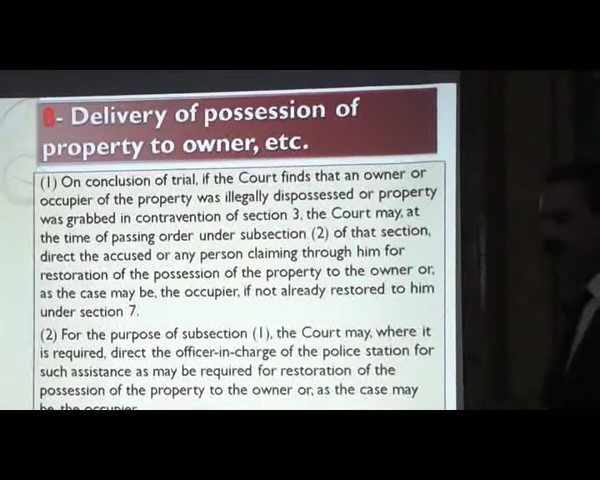 8- Delivery of possession of
property to owner, etc.
(1) On conclusion of trial, if the Court finds that an owner or
occupier of the property was illegally dispossessed or property
was grabbed in contravention of section 3, the Court may, at
the time of passing order under subsection (2) of that section,
direct the accused or any person claiming through him for
restoration of the possession of the property to the owner or,
as the case may be, the occupier, if not already restored to him
under section 7.
(2) For the purpose of subsection (1), the Court may, where it
is required, direct the officer-in-charge of the police station for
such assistance as may be required for restoration of the
possession of the property to the owner or, as the case may
be the occupier